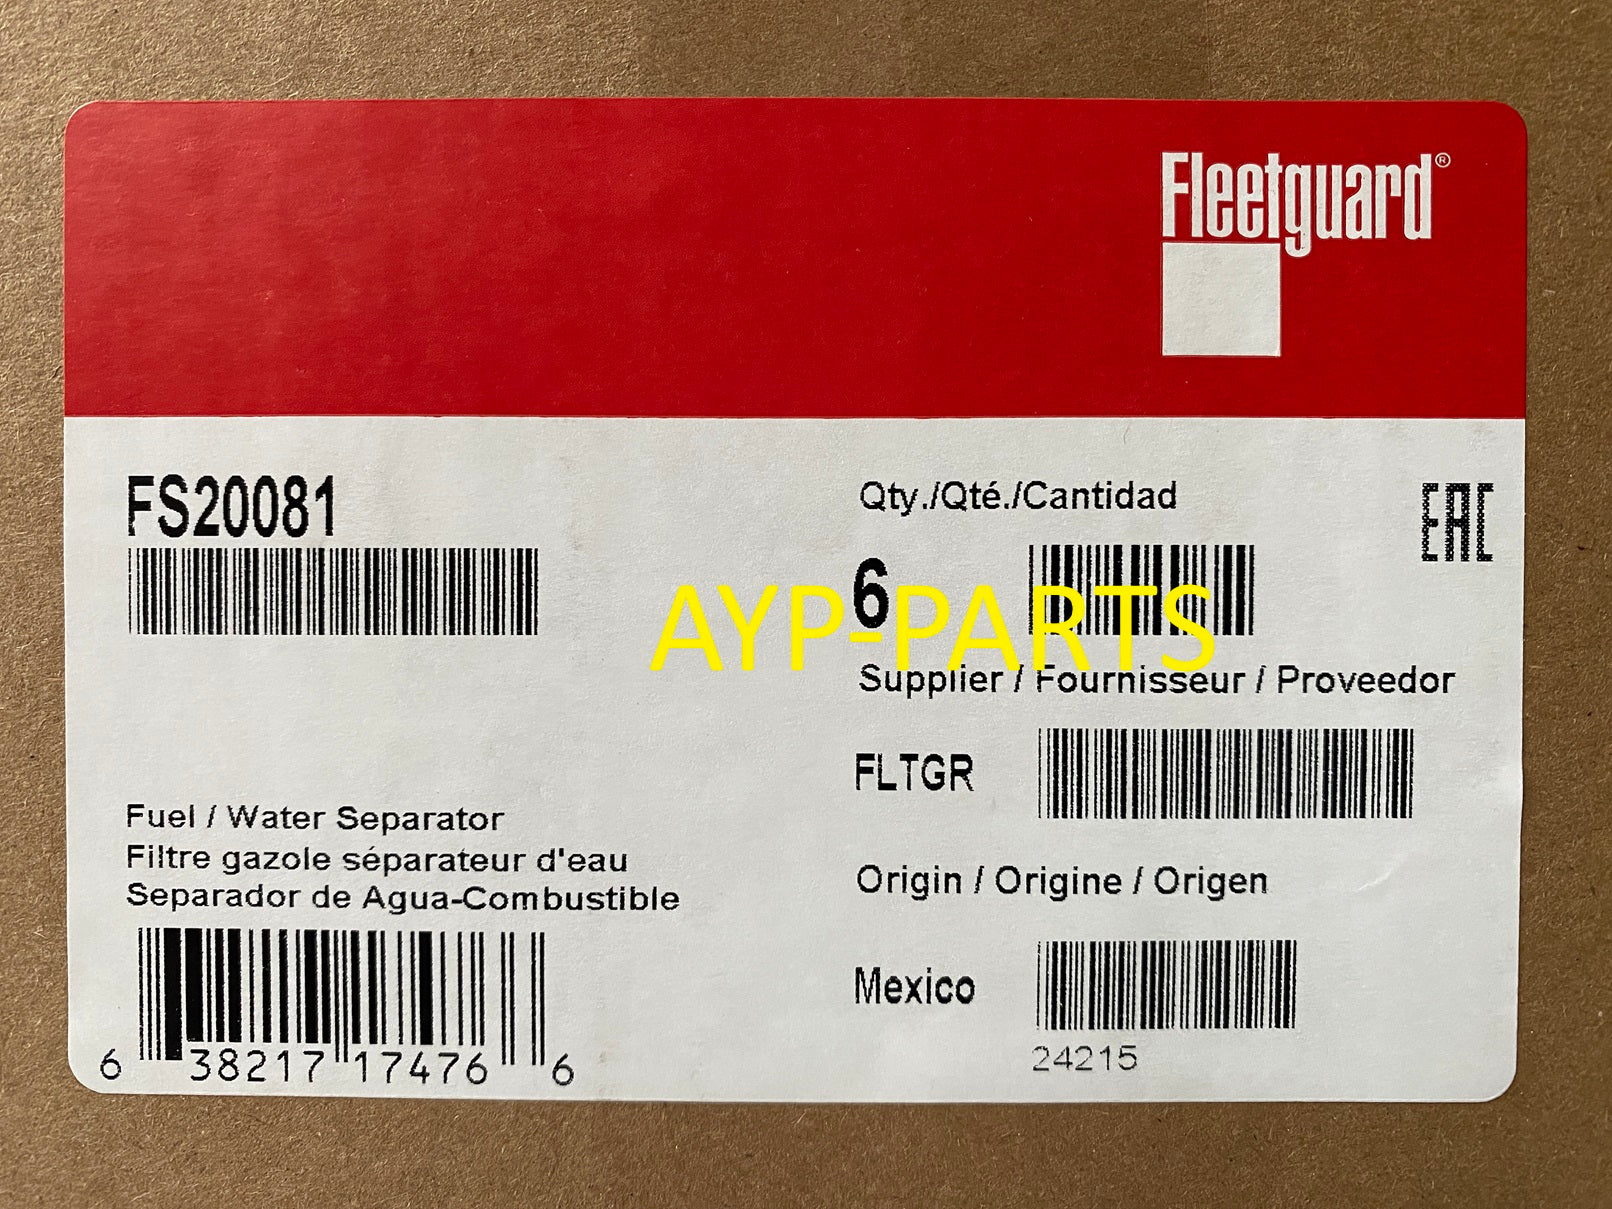 Fleetguard®
FS20081
Qty./Qté./Cantidad
EAC
6
AYP-PARTS
Supplier / Fournisseur / Proveedor
FLTGR
Fuel / Water Separator
Filtre gazole séparateur d'eau
Separador de Agua-Combustible
Origin / Origine / Origen
Mexico
6 38217 17476 6
24215